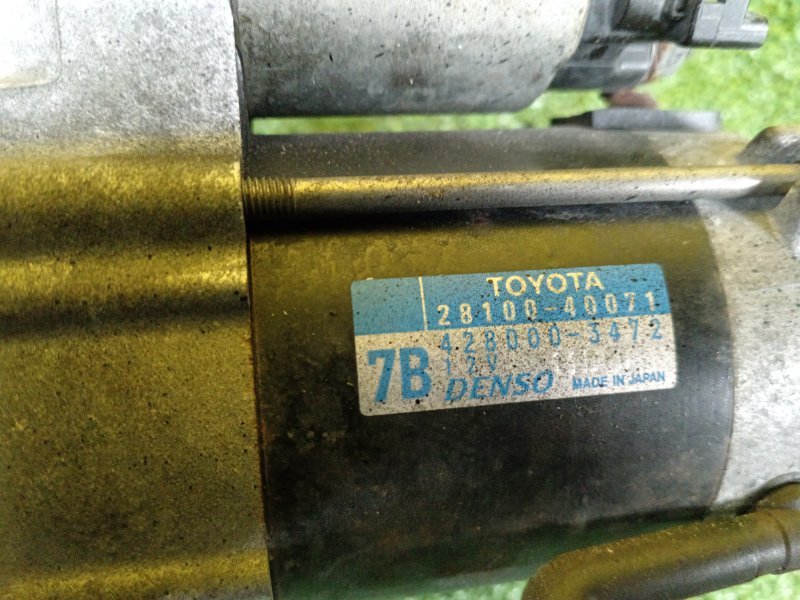 TOYOTA
28100-40071
428000-3472
7B 12V
DENSO MADE IN JAPAN